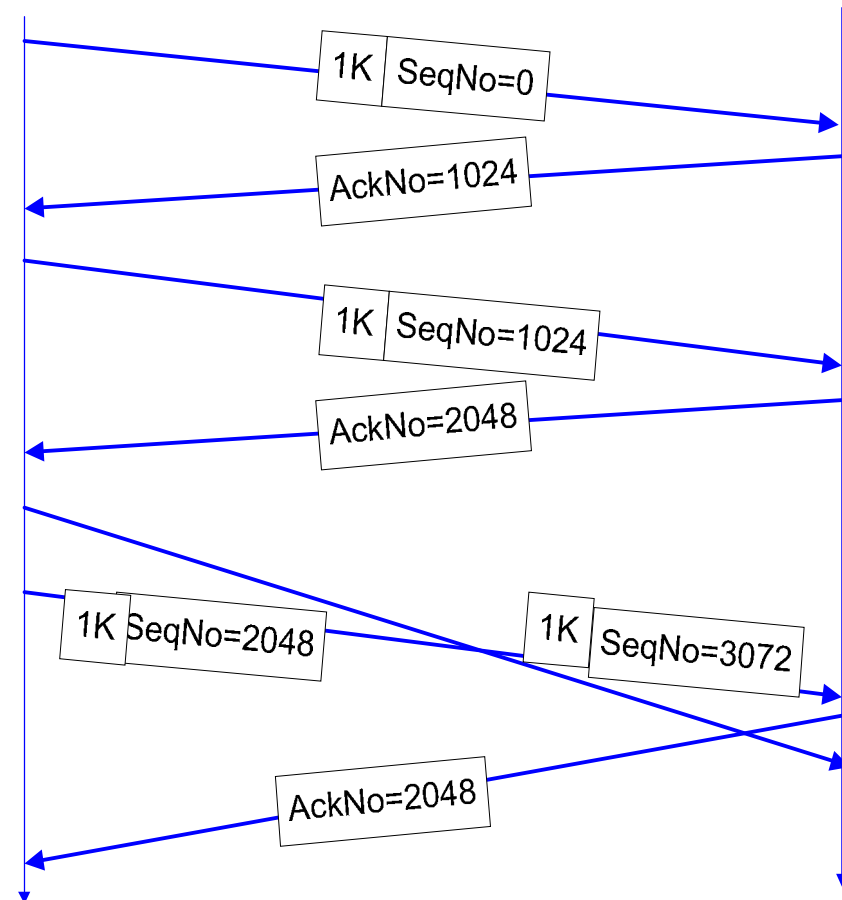 1K SeqNo=0
AckNo=1024
1K SeqNo=1024
AckNo=2048
1K SeqNo=2048
1K SeqNo=3072
AckNo=2048